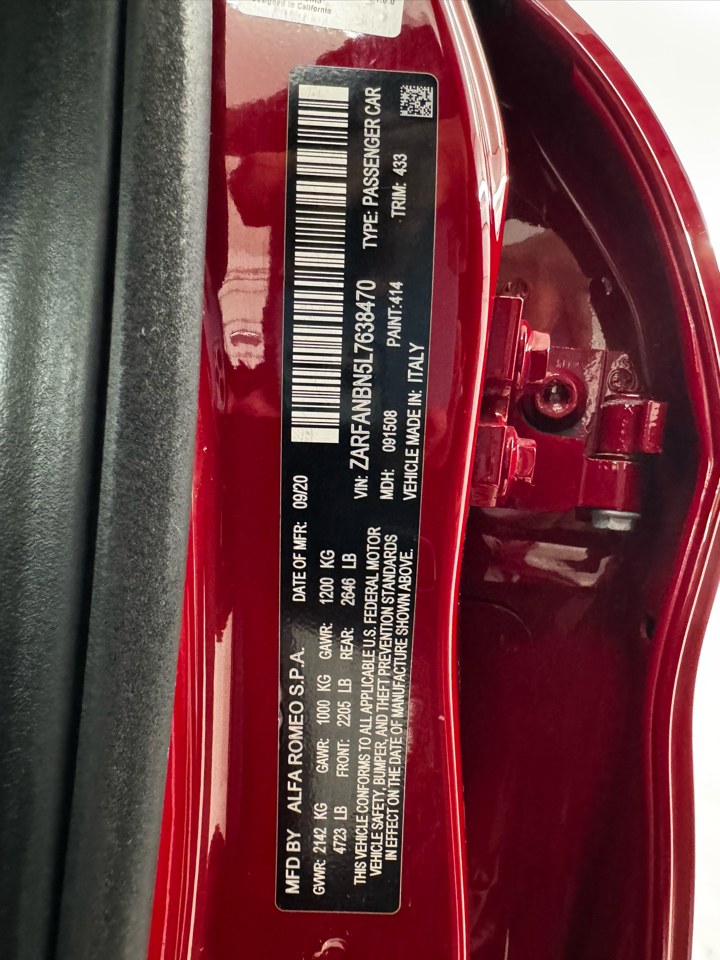 Designed in California
MFD BY ALFA ROMEO S.P.A. DATE OF MFR: 09/20
GVWR: 2142 KG GAWR: 1000 KG GAWR: 1200 KG
4723 LB FRONT: 2205 LB REAR: 2646 LB
THIS VEHICLE CONFORMS TO ALL APPLICABLE U.S. FEDERAL MOTOR
VEHICLE SAFETY, BUMPER, AND THEFT PREVENTION STANDARDS
IN EFFECT ON THE DATE OF MANUFACTURE SHOWN ABOVE.
VIN: ZARFANBN5L7638470 TYPE: PASSENGER CAR
MDH: 091508 PAINT:414 TRIM: 433
VEHICLE MADE IN: ITALY